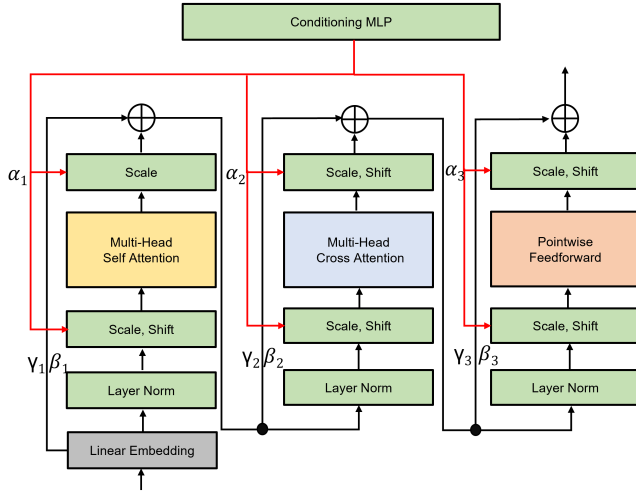 Conditioning MLP
α1
Scale
Multi-Head
Self Attention
Scale, Shift
γ1 β1
Layer Norm
Linear Embedding
α2
Scale, Shift
Multi-Head
Cross Attention
Scale, Shift
γ2 β2
Layer Norm
α3
Scale, Shift
Pointwise
Feedforward
Scale, Shift
γ3 β3
Layer Norm